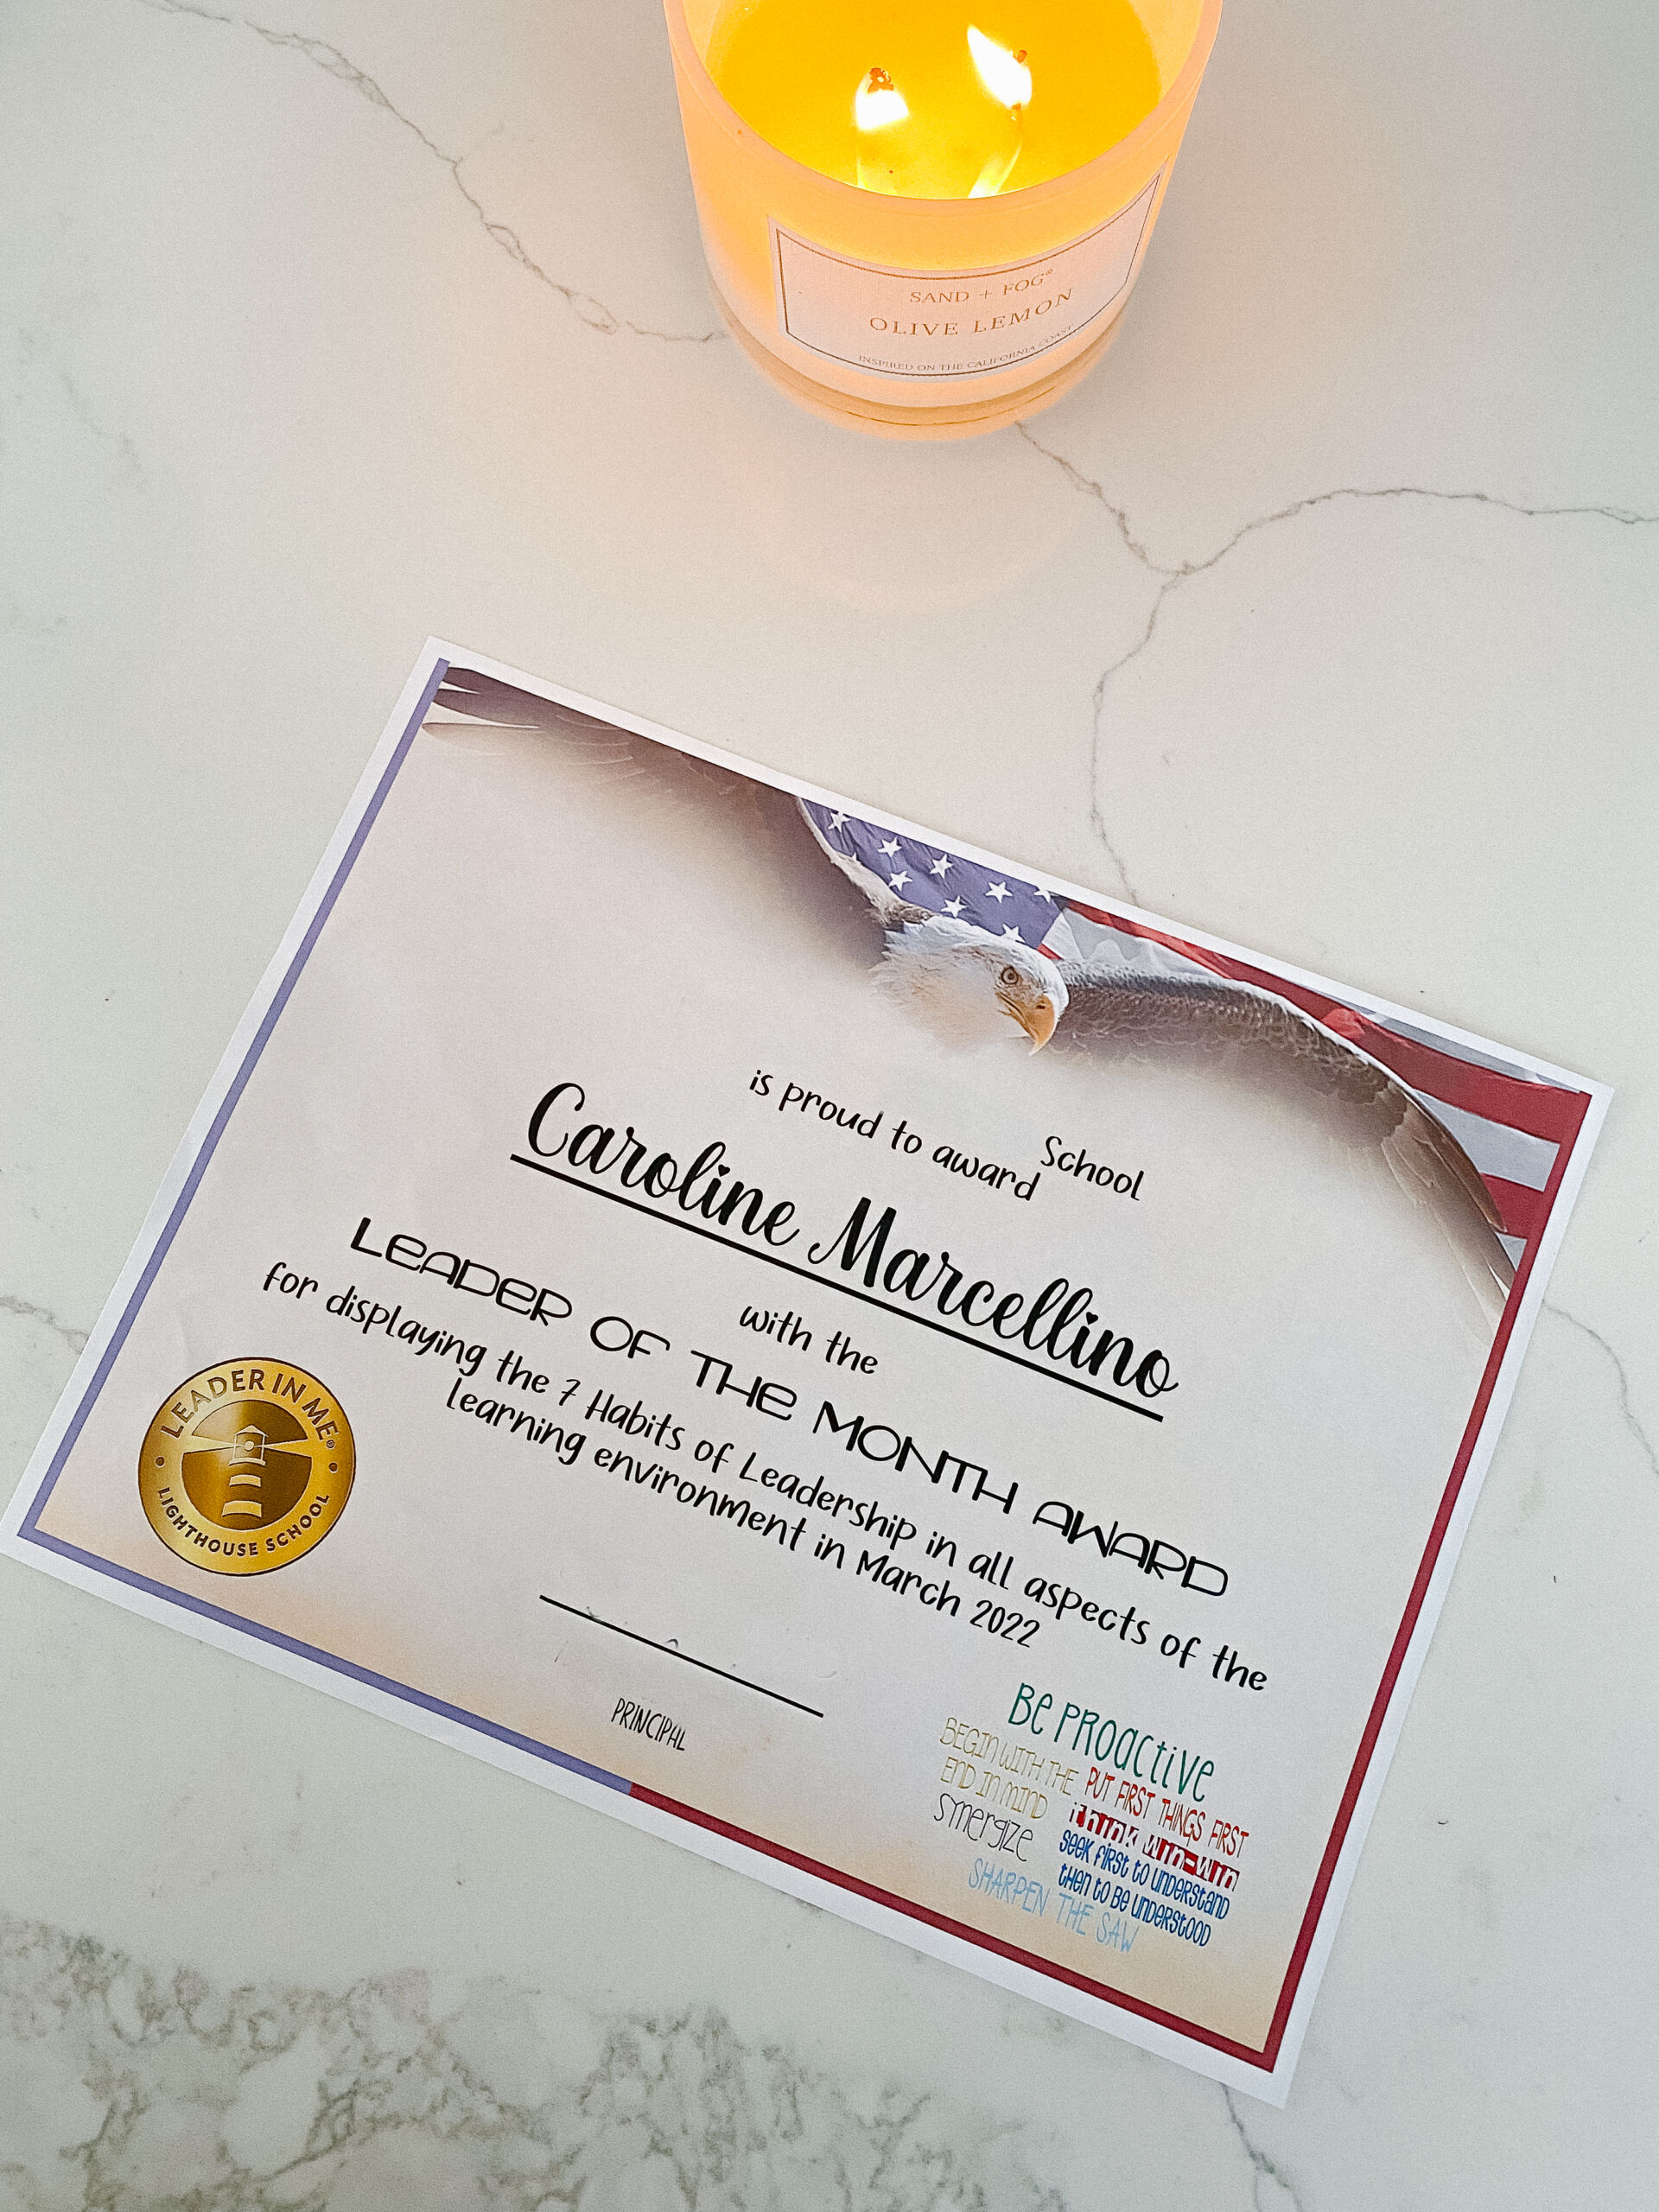 SAND + FOG®
OLIVE LEMON
INSPIRED ON THE CALIFORNIA COAST
School
is proud to award
Caroline Marcellino
with the
LEADER OF THE MONTH AWARD
for displaying the 7 Habits of Leadership in all aspects of the
learning environment in March 2022
LEADER IN ME®
LIGHTHOUSE SCHOOL
PRINCIPAL
Be PROactive
BEGIN WITH THE
END IN MIND
PUT FIRST THINGS FIRST
Think Win-Win
synergize
seek first to understand
then to be understood
SHARPEN THE SAW